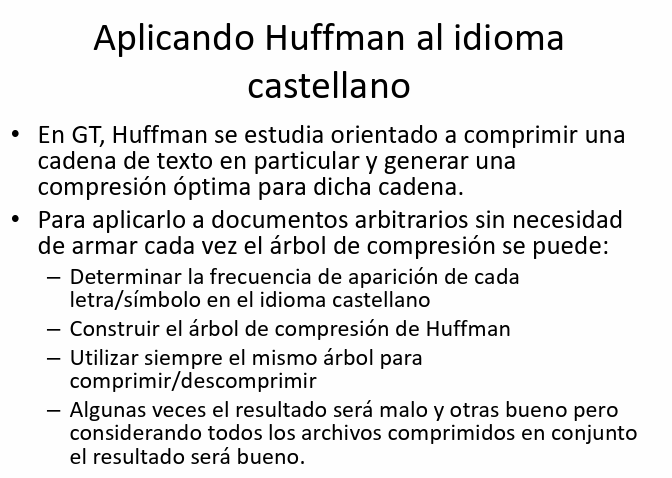 Aplicando Huffman al idioma
castellano
• En GT, Huffman se estudia orientado a comprimir una
cadena de texto en particular y generar una
compresión óptima para dicha cadena.
• Para aplicarlo a documentos arbitrarios sin necesidad
de armar cada vez el árbol de compresión se puede:
– Determinar la frecuencia de aparición de cada
letra/símbolo en el idioma castellano
– Construir el árbol de compresión de Huffman
– Utilizar siempre el mismo árbol para
comprimir/descomprimir
– Algunas veces el resultado será malo y otras bueno pero
considerando todos los archivos comprimidos en conjunto
el resultado será bueno.